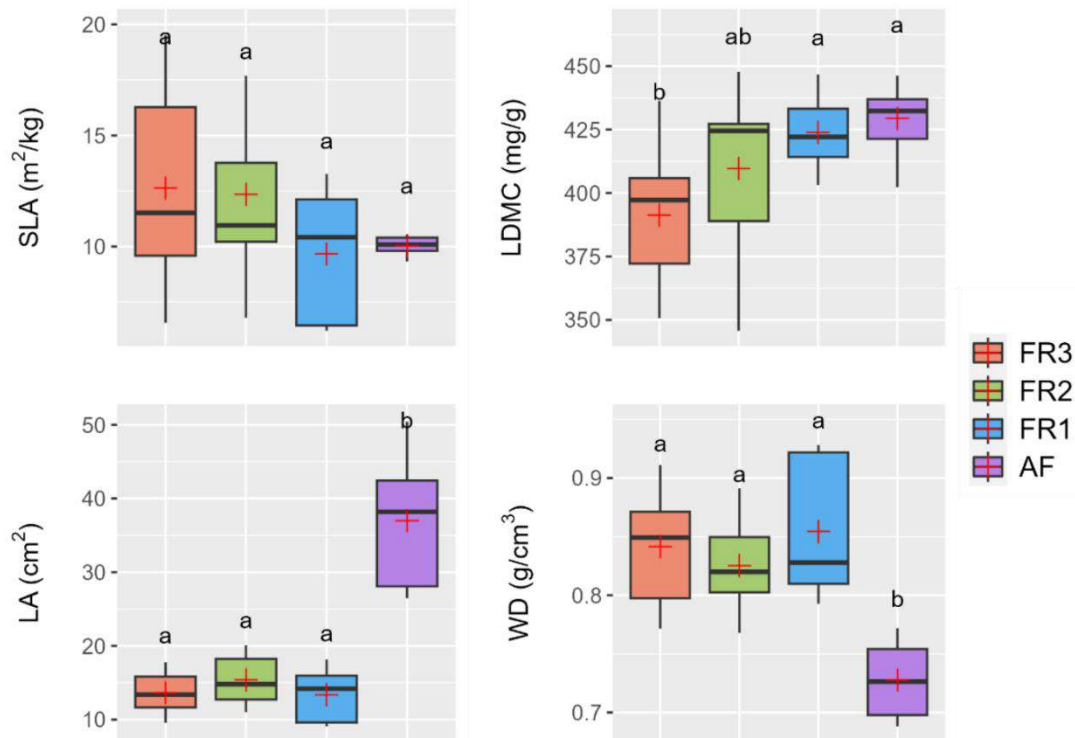 SLA (m²/kg)
20
15
10
a
a
a
a
LDMC (mg/g)
450
425
400
375
350
b
ab
a
a
LA (cm²)
50
40
30
20
10
a
a
a
b
WD (g/cm³)
0.9
0.8
0.7
a
a
a
b
FR3
FR2
FR1
AF